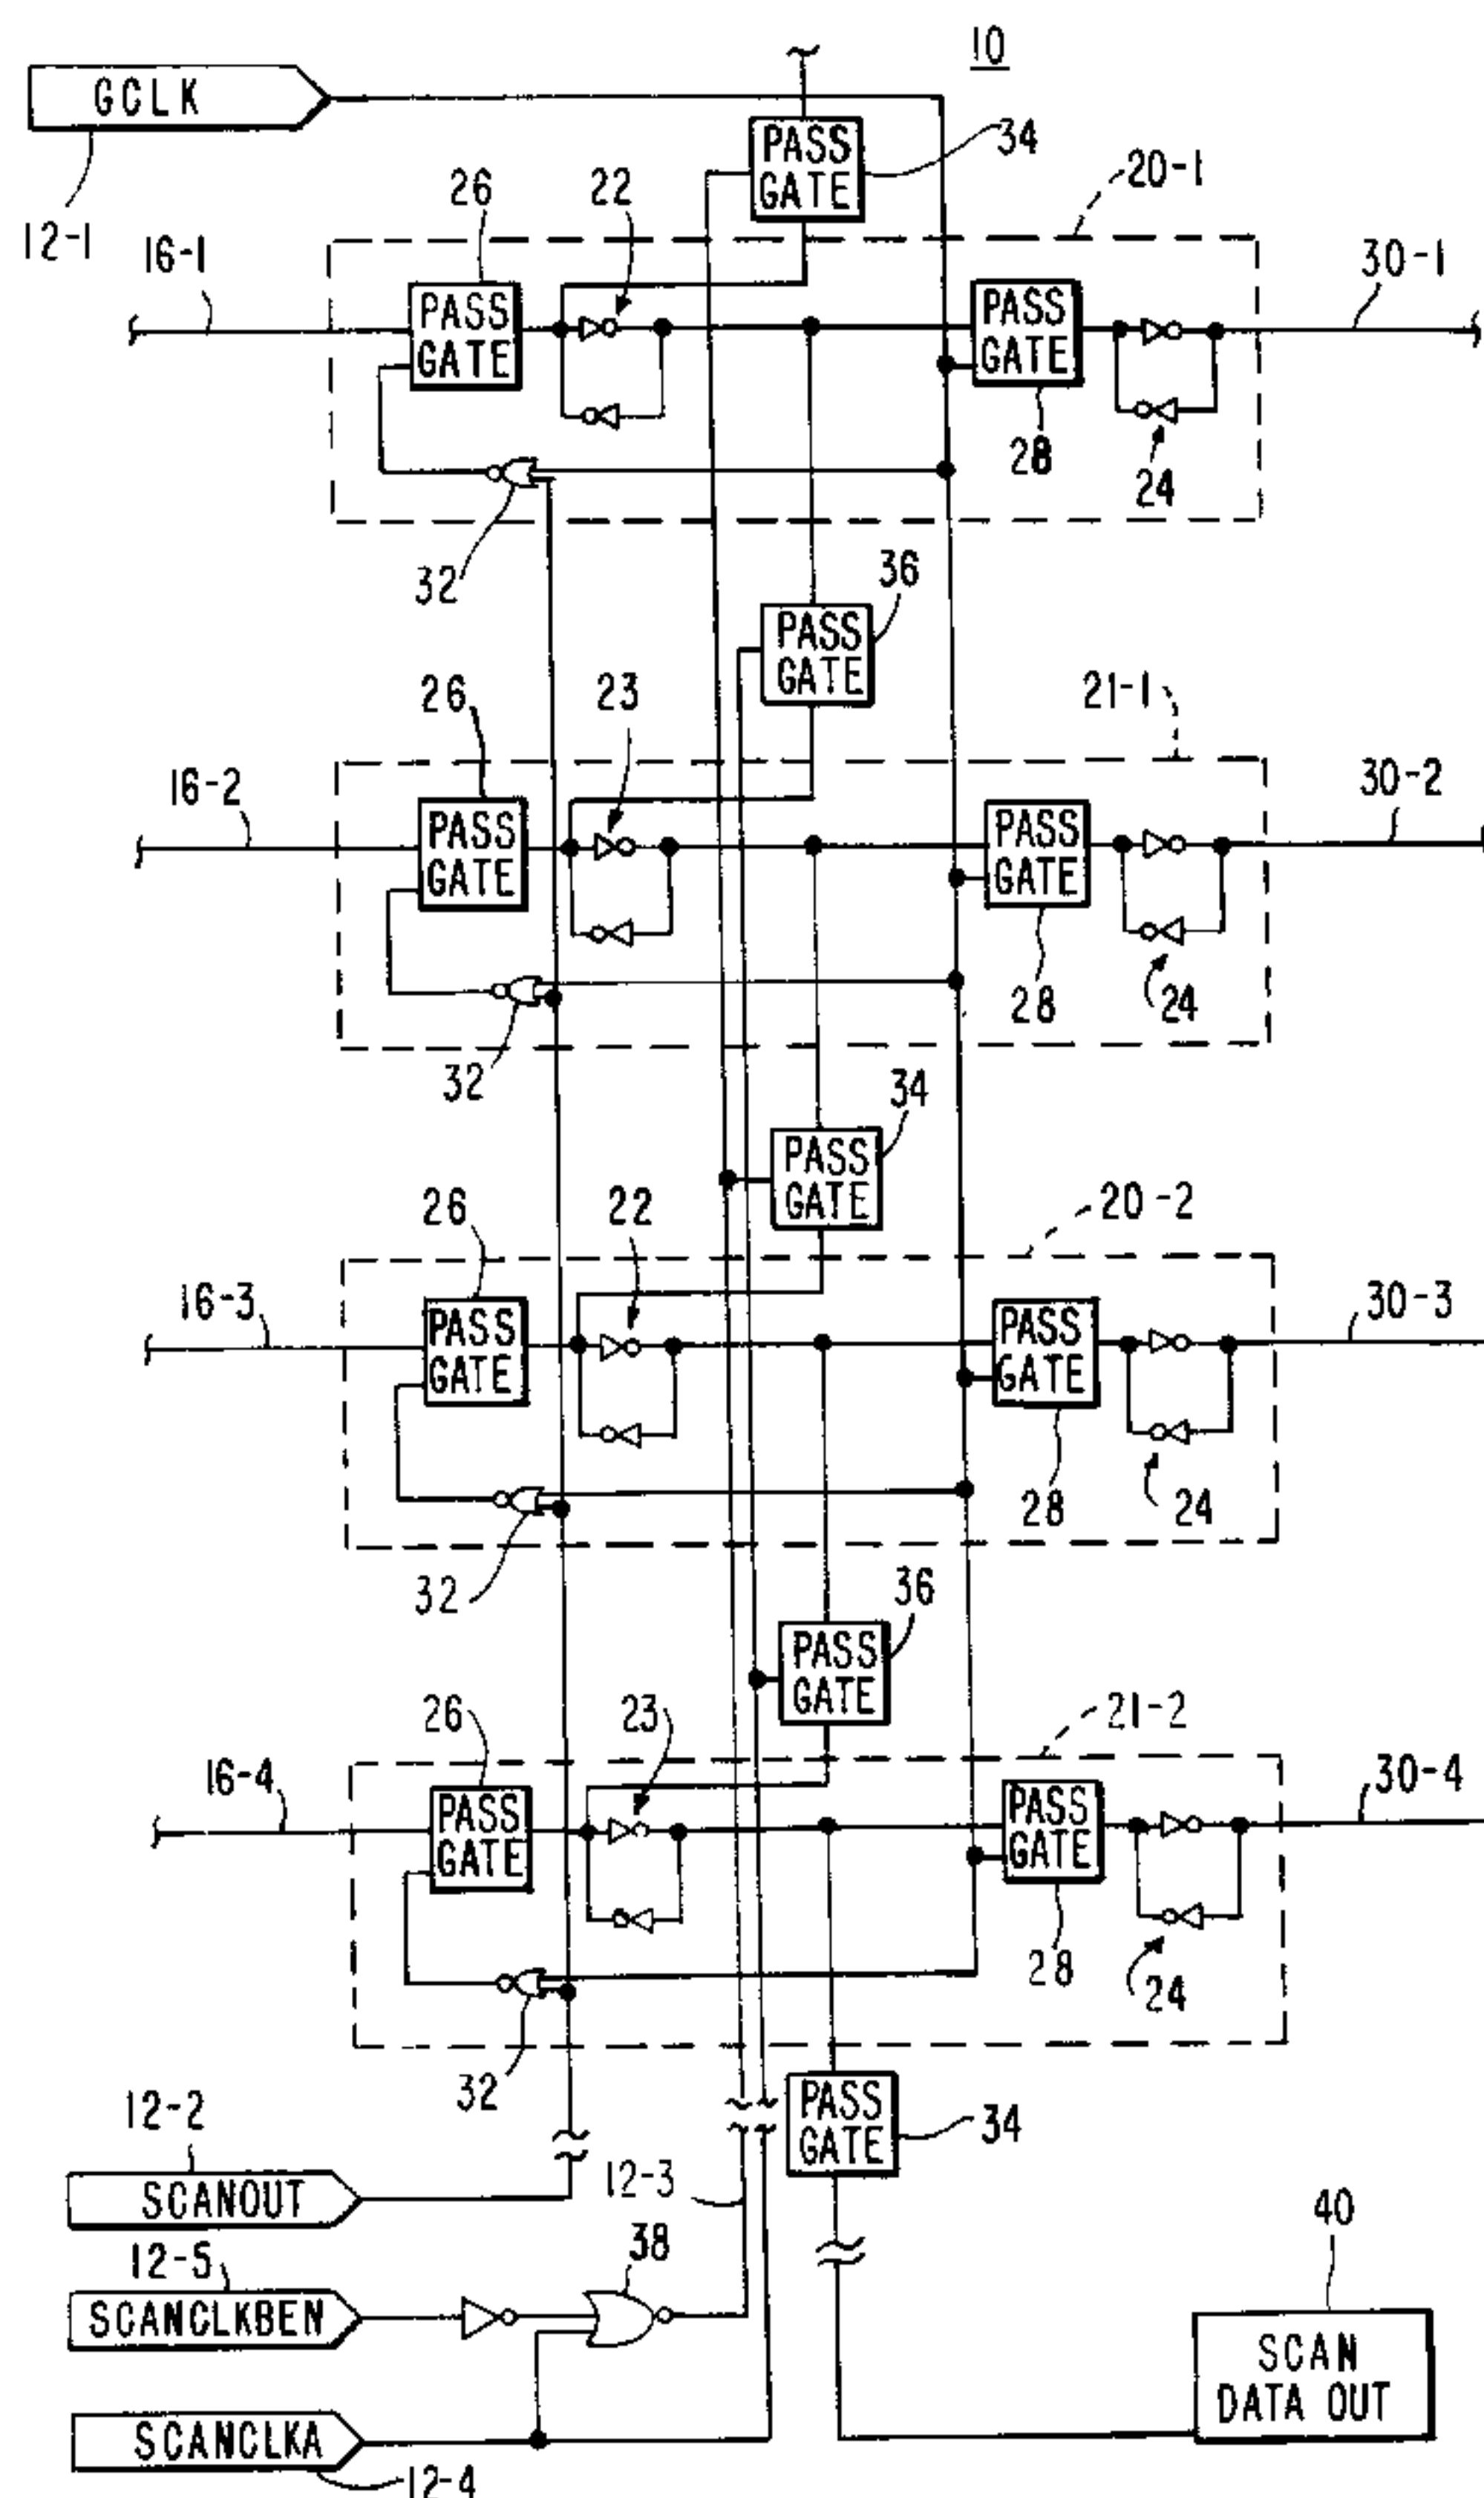 10
GCLK
12-1
PASS
GATE
34
20-1
26
22
16-1
PASS
GATE
PASS
GATE
30-1
28
24
32
36
PASS
GATE
26
23
21-1
16-2
PASS
GATE
PASS
GATE
30-2
28
24
32
34
PASS
GATE
26
22
20-2
16-3
PASS
GATE
PASS
GATE
30-3
28
24
32
36
PASS
GATE
26
23
21-2
16-4
PASS
GATE
PASS
GATE
30-4
28
24
32
PASS
GATE
34
12-2
SCANOUT
12-3
12-5
38
40
SCANCLKBEN
SCAN
DATA OUT
SCANCLKA
12-4